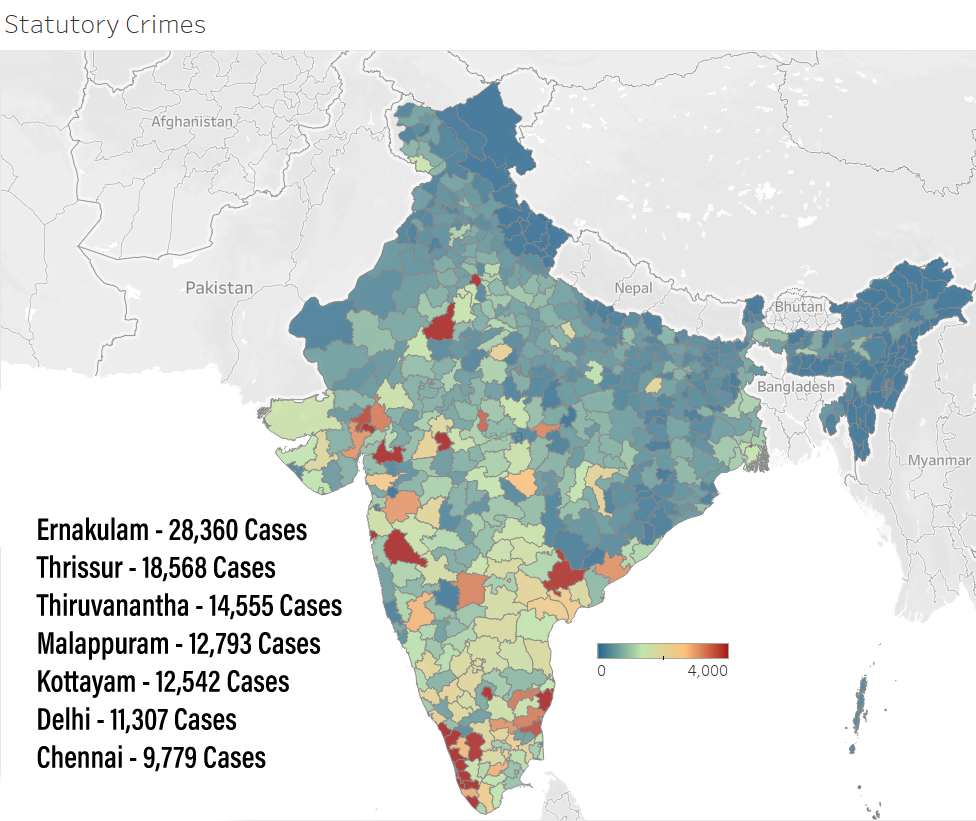 Statutory Crimes
Afghanistan
Pakistan
Nepal
Bhutan
Bangladesh
Myanmar
Ernakulam - 28,360 Cases
Thrissur - 18,568 Cases
Thiruvanantha - 14,555 Cases
Malappuram - 12,793 Cases
Kottayam - 12,542 Cases
Delhi - 11,307 Cases
Chennai - 9,779 Cases
0 4,000